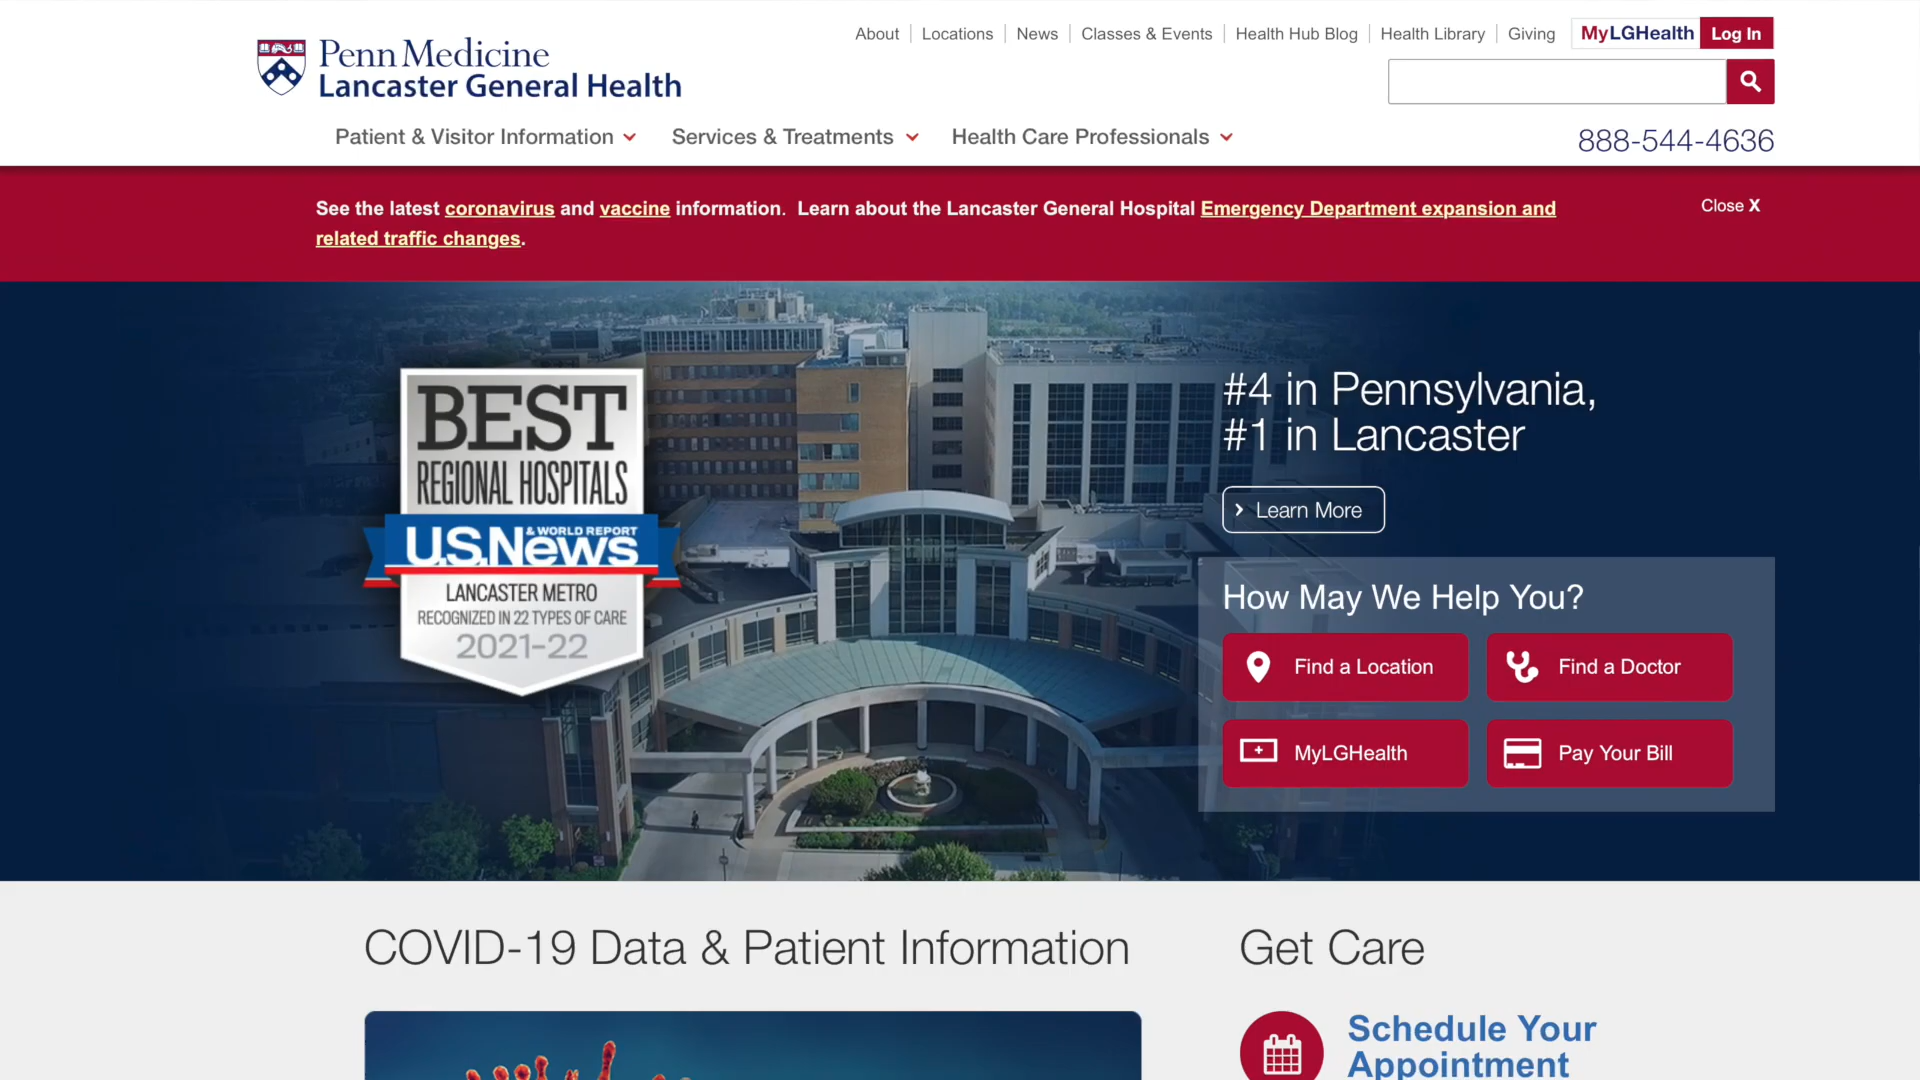 About
Locations
News
Classes & Events
Health Hub Blog
Health Library
Giving
MyLGHealth
Log In
Penn Medicine
Lancaster General Health
Patient & Visitor Information
Services & Treatments
Health Care Professionals
888-544-4636
See the latest coronavirus and vaccine information. Learn about the Lancaster General Hospital Emergency Department expansion and
related traffic changes.
Close X
BEST
REGIONAL HOSPITALS
U.S. News & WORLD REPORT
LANCASTER METRO
RECOGNIZED IN 22 TYPES OF CARE
2021-22
#4 in Pennsylvania,
#1 in Lancaster
Learn More
How May We Help You?
Find a Location
Find a Doctor
MyLGHealth
Pay Your Bill
COVID-19 Data & Patient Information
Get Care
Schedule Your
Appointment